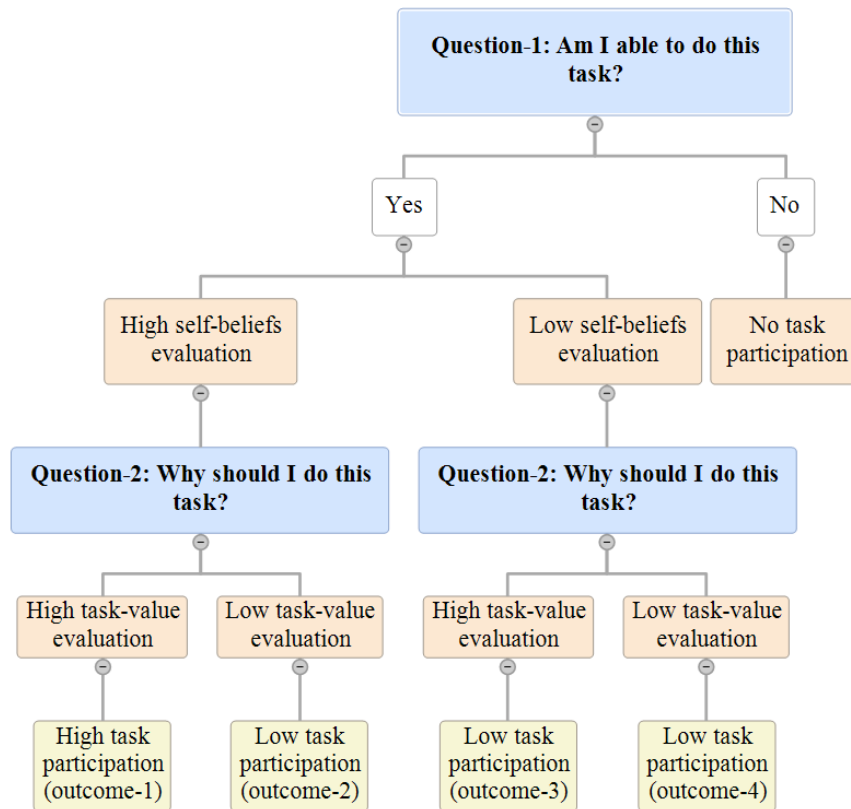 Question-1: Am I able to do this
task?
Yes
No
High self-beliefs
evaluation
Low self-beliefs
evaluation
No task
participation
Question-2: Why should I do this
task?
Question-2: Why should I do this
task?
High task-value
evaluation
Low task-value
evaluation
High task-value
evaluation
Low task-value
evaluation
High task
participation
(outcome-1)
Low task
participation
(outcome-2)
Low task
participation
(outcome-3)
Low task
participation
(outcome-4)